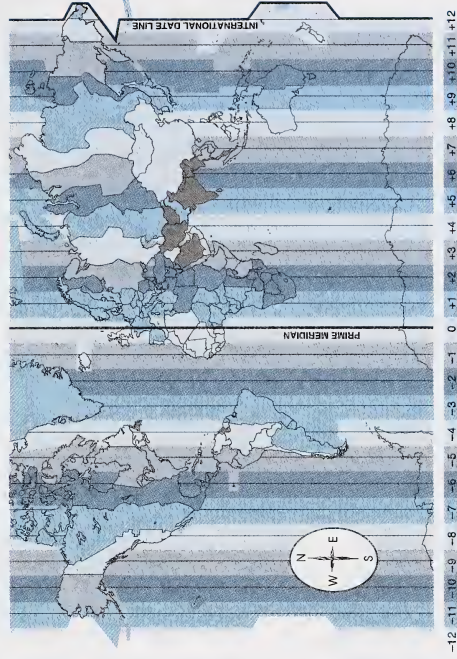 INTERNATIONAL DATE LINE
PRIME MERIDIAN
N
W E
S
−12 −11 −10 −9 −8 −7 −6 −5 −4 −3 −2 −1 0 +1 +2 +3 +4 +5 +6 +7 +8 +9 +10 +11 +12